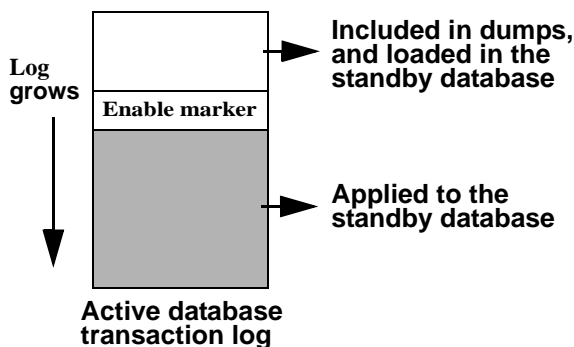 Included in dumps,
and loaded in the
standby database
Log
grows
Enable marker
Applied to the
standby database
Active database
transaction log